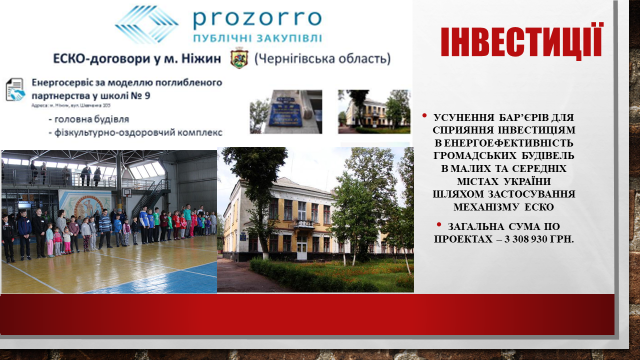 prozorro
ПУБЛІЧНІ ЗАКУПІВЛІ
ЕСКО-договори у м. Ніжин (Чернігівська область)
Енергосервіс за моделлю поглибленого
партнерства у школі № 9
Адреса: м. Ніжин, вул. Шевченка
- головна будівля
- фізкультурно-оздоровчий комплекс
ІНВЕСТИЦІЇ
• УСУНЕННЯ БАР'ЄРІВ ДЛЯ
СПРИЯННЯ ІНВЕСТИЦІЯМ
В ЕНЕРГОЕФЕКТИВНІСТЬ
ГРОМАДСЬКИХ БУДІВЕЛЬ
В МАЛИХ ТА СЕРЕДНІХ
МІСТАХ УКРАЇНИ
ШЛЯХОМ ЗАСТОСУВАННЯ
МЕХАНІЗМУ ЕСКО
• ЗАГАЛЬНА СУМА ПО
ПРОЕКТАХ – 3 308 930 ГРН.